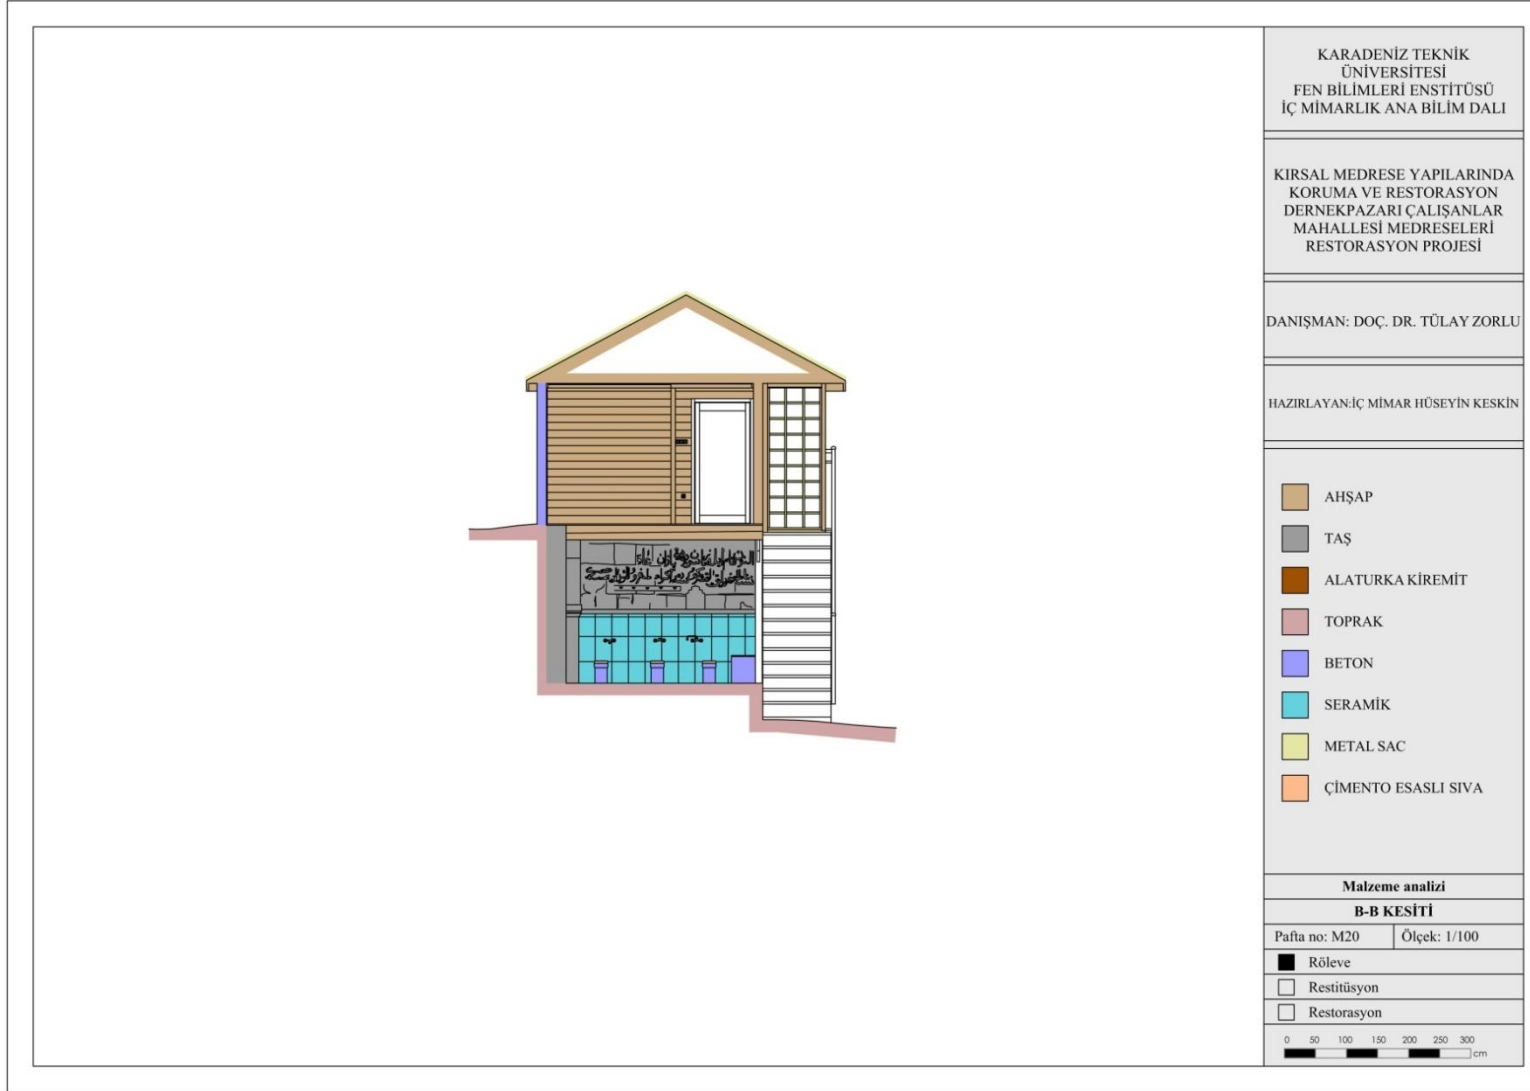 KARADENİZ TEKNİK
ÜNİVERSİTESİ
FEN BİLİMLERİ ENSTİTÜSÜ
İÇ MİMARLIK ANA BİLİM DALI
KIRSAL MEDRESE YAPILARINDA
KORUMA VE RESTORASYON
DERNEKPAZARI ÇALIŞANLAR
MAHALLESİ MEDRESELERİ
RESTORASYON PROJESİ
DANIŞMAN: DOÇ. DR. TÜLAY ZORLU
HAZIRLAYAN:İÇ MİMAR HÜSEYİN KESKİN
AHŞAP
TAŞ
ALATURKA KİREMİT
TOPRAK
BETON
SERAMİK
METAL SAC
ÇİMENTO ESASLI SIVA
Malzeme analizi
B-B KESİTİ
Pafta no: M20 Ölçek: 1/100
Röleve
Restitüsyon
Restorasyon
0 50 100 150 200 250 300
cm